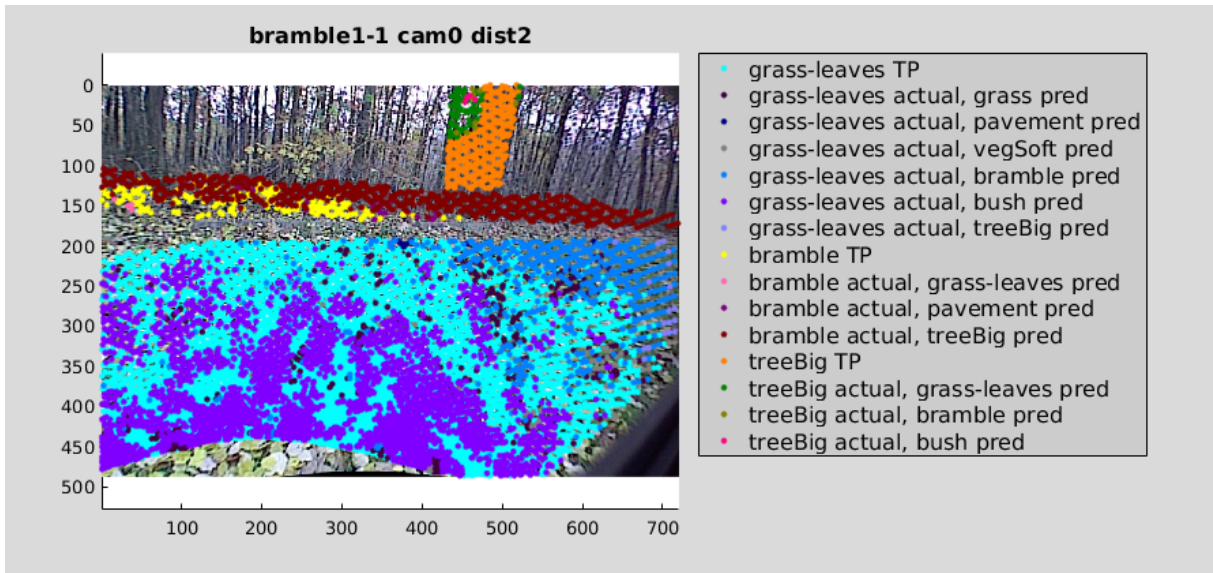 bramble1-1 cam0 dist2
0
50
100
150
200
250
300
350
400
450
500
100 200 300 400 500 600 700
grass-leaves TP
grass-leaves actual, grass pred
grass-leaves actual, pavement pred
grass-leaves actual, vegSoft pred
grass-leaves actual, bramble pred
grass-leaves actual, bush pred
grass-leaves actual, treeBig pred
bramble TP
bramble actual, grass-leaves pred
bramble actual, pavement pred
bramble actual, treeBig pred
treeBig TP
treeBig actual, grass-leaves pred
treeBig actual, bramble pred
treeBig actual, bush pred